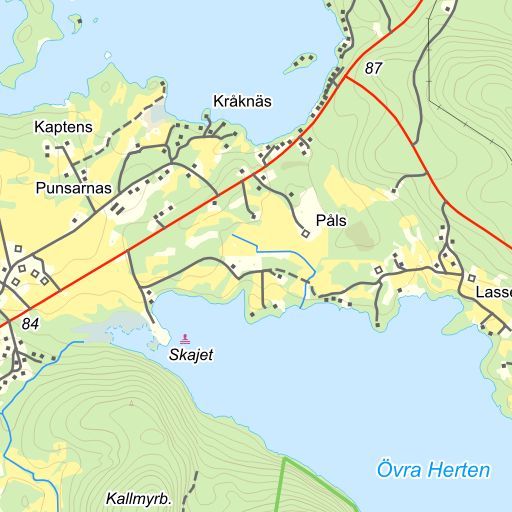 87
Kråknäs
Kaptens
Punsarnas
Påls
Lasse
84
Skajet
Övra Herten
Kallmyrb.